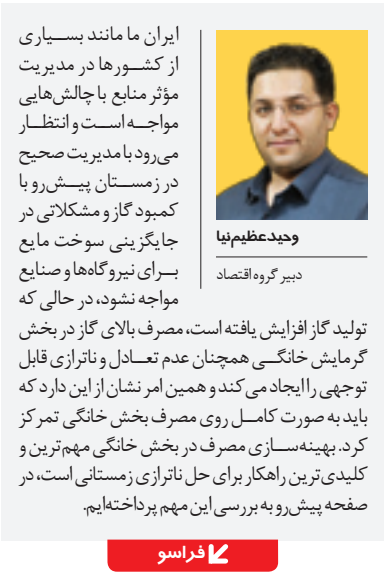 ایران ما مانند بسیاری
از کشورها در مدیریت
مؤثر منابع با چالش‌هایی
مواجه است و انتظار
می‌رود با مدیریت صحیح
در زمستان پیش‌رو با
کمبود گاز و مشکلاتی در
جایگزینی سوخت مایع
برای نیروگاه‌ها و صنایع
مواجه نشود، در حالی که
وحید عظیم‌نیا
دبیر گروه اقتصاد
تولید گاز افزایش یافته است، مصرف بالای گاز در بخش
گرمایش خانگی همچنان عدم تعادل و ناترازی قابل
توجهی را ایجاد می‌کند و همین امر نشان از این دارد که
باید به صورت کامل روی مصرف بخش خانگی تمرکز
کرد. بهینه‌سازی مصرف در بخش خانگی مهم‌ترین و
کلیدی‌ترین راهکار برای حل ناترازی زمستانی است، در
صفحه پیش‌رو به بررسی این مهم پرداخته‌ایم.
فراسو